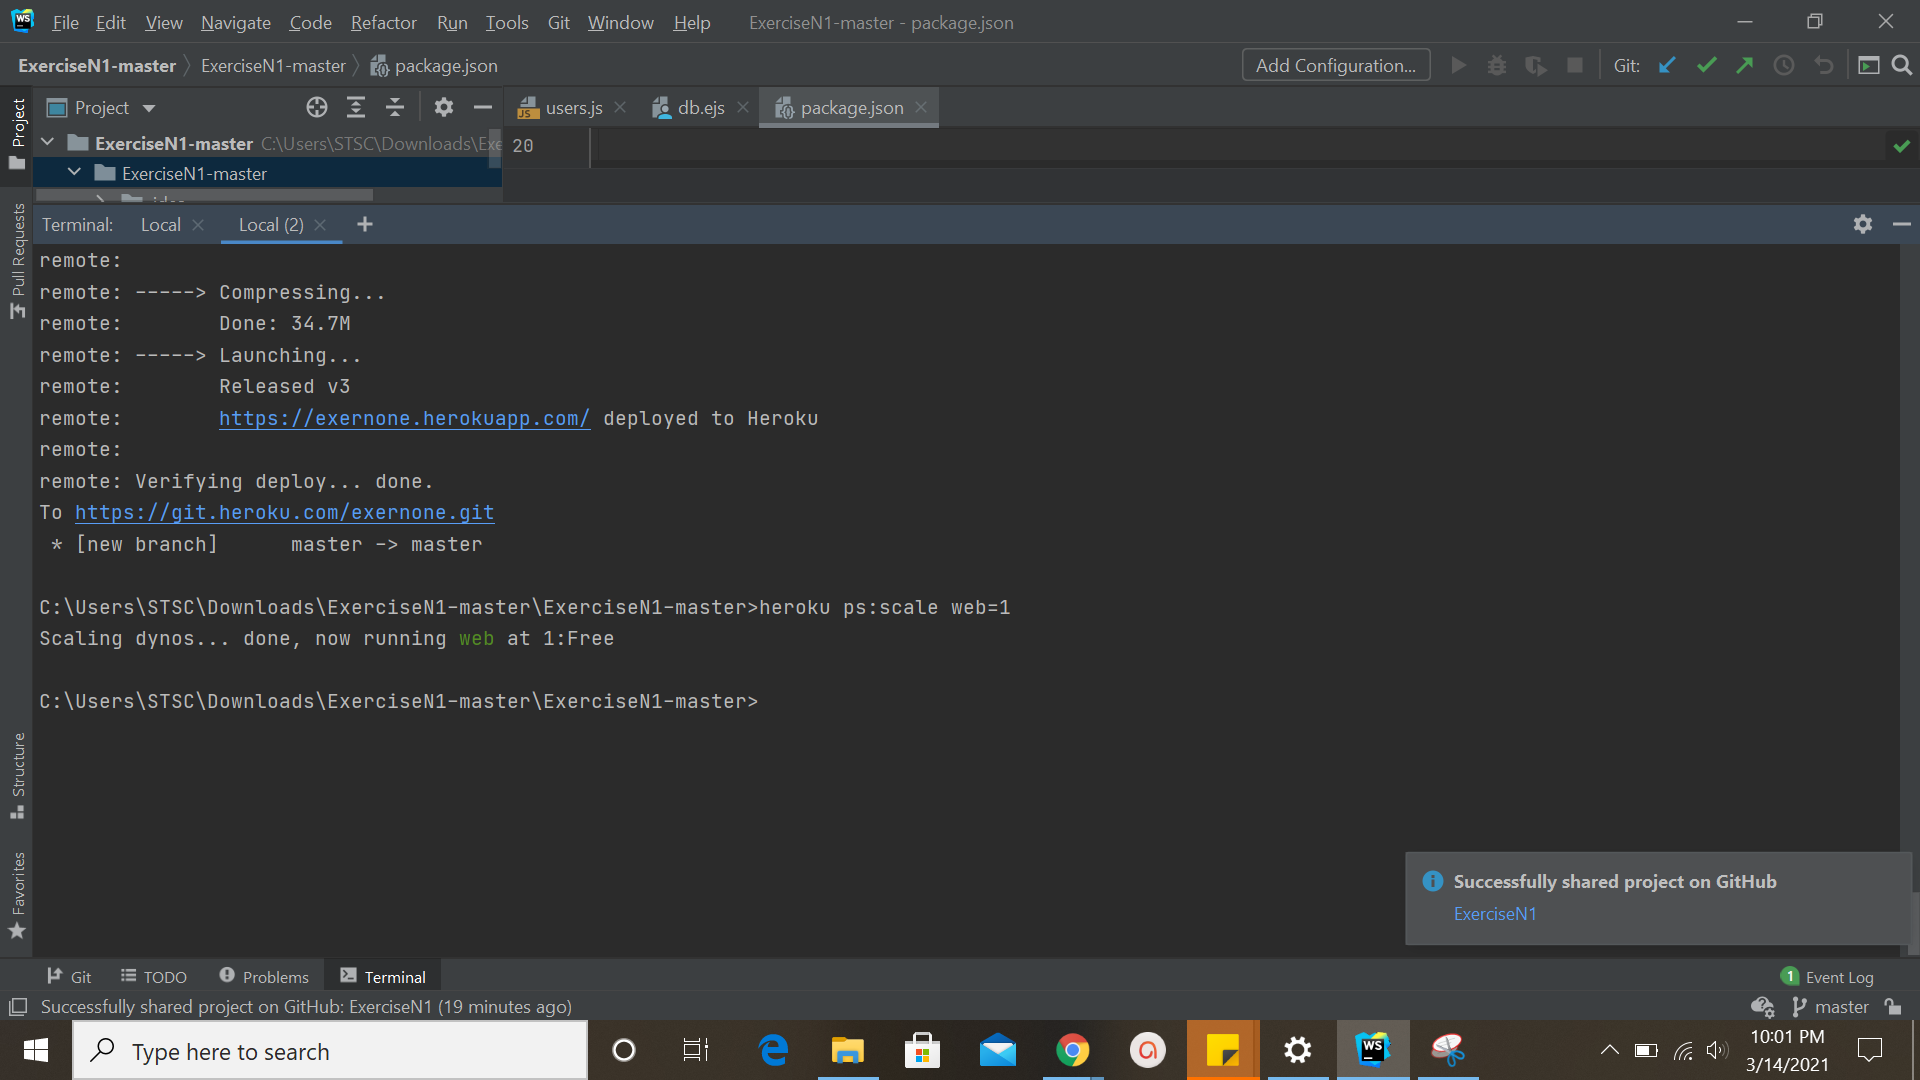 File Edit View Navigate Code Refactor Run Tools Git Window Help ExerciseN1-master - package.json
ExerciseN1-master ExerciseN1-master package.json Add Configuration... Git:
Project users.js db.ejs package.json
ExerciseN1-master C:\Users\STSC\Downloads\Exe
20
ExerciseN1-master
Project
Pull Requests
Structure
Favorites
Terminal: Local Local (2)
remote:
remote: -----> Compressing...
remote:        Done: 34.7M
remote: -----> Launching...
remote:        Released v3
remote:        https://exernone.herokuapp.com/ deployed to Heroku
remote:
remote: Verifying deploy... done.
To https://git.heroku.com/exernone.git
 * [new branch]      master -> master
C:\Users\STSC\Downloads\ExerciseN1-master\ExerciseN1-master>heroku ps:scale web=1
Scaling dynos... done, now running web at 1:Free
C:\Users\STSC\Downloads\ExerciseN1-master\ExerciseN1-master>
Successfully shared project on GitHub
ExerciseN1
Git TODO Problems Terminal 1 Event Log
Successfully shared project on GitHub: ExerciseN1 (19 minutes ago) master
Type here to search
WS
10:01 PM
3/14/2021